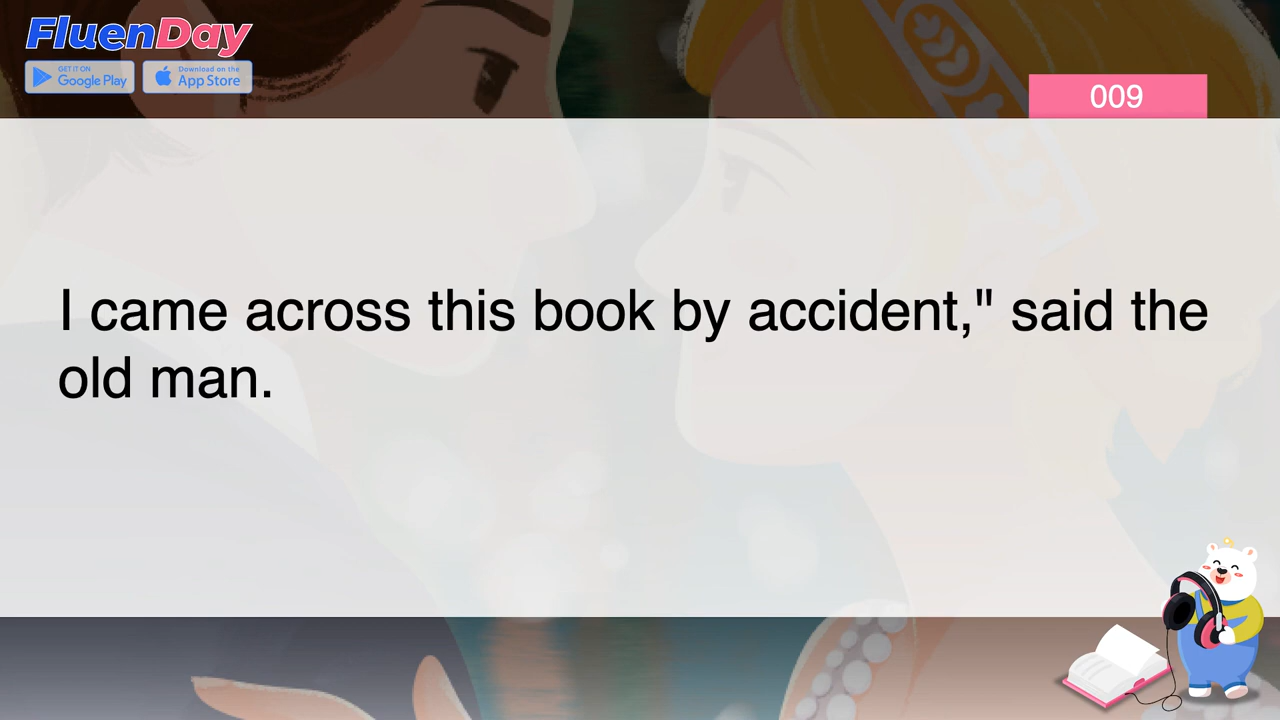 FluenDay
GET IT ON
Google Play
Download on the
App Store
009
I came across this book by accident," said the
old man.